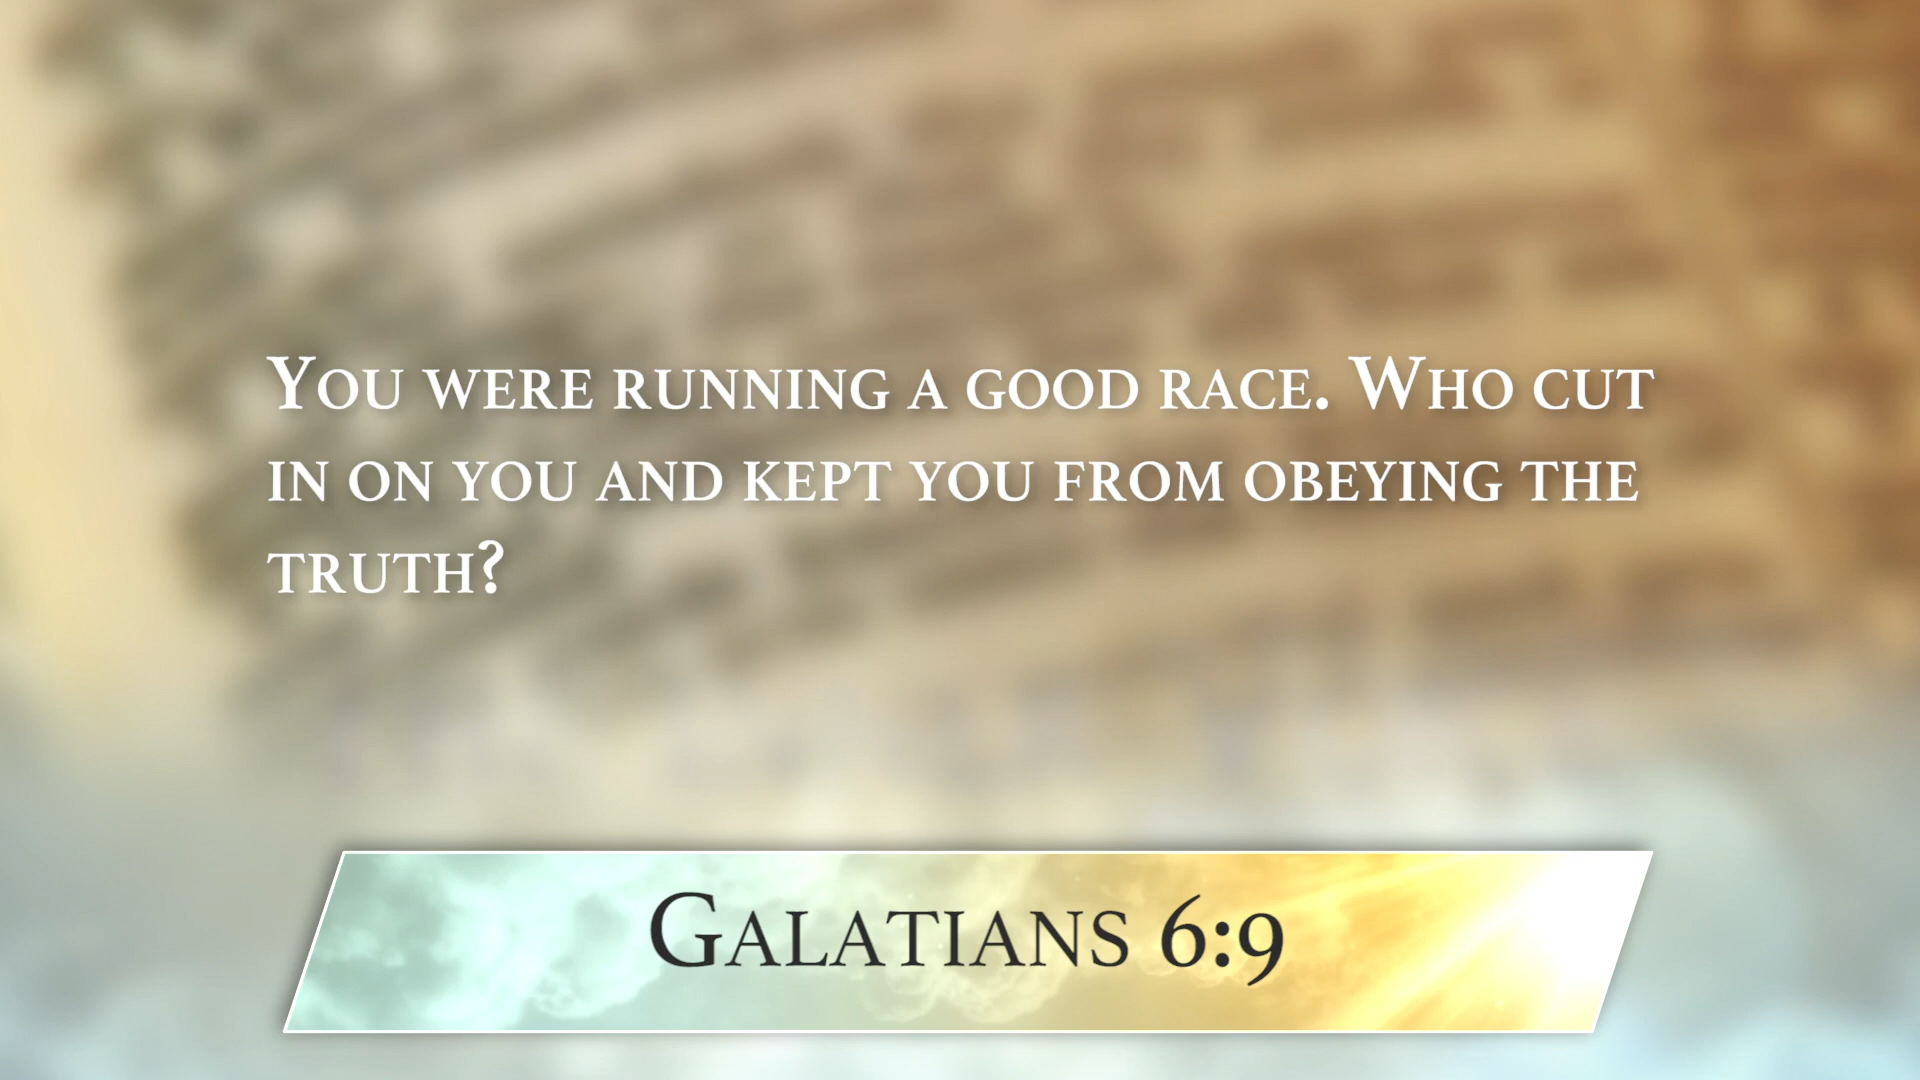 You were running a good race. Who cut
in on you and kept you from obeying the
truth?
Galatians 6:9